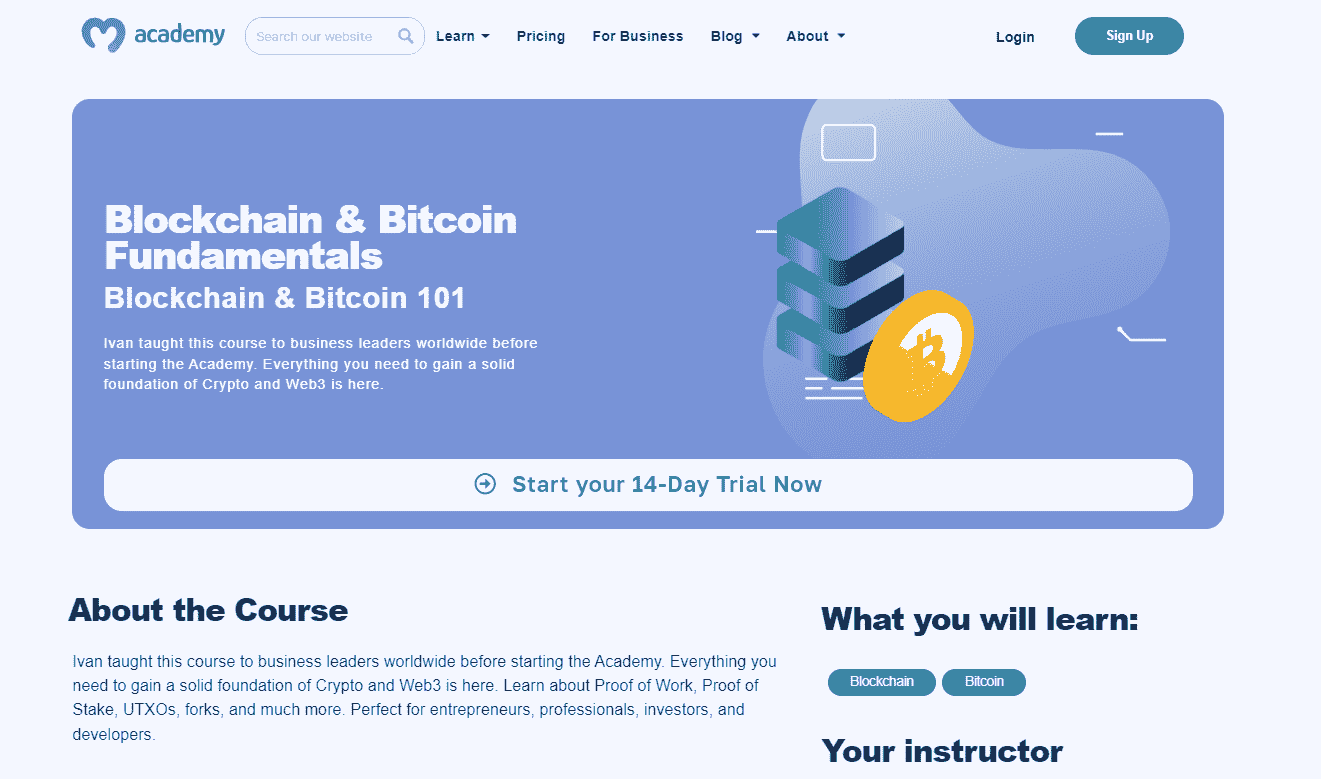 academy
Search our website
Learn
Pricing
For Business
Blog
About
Login
Sign Up
Blockchain & Bitcoin
Fundamentals
Blockchain & Bitcoin 101
Ivan taught this course to business leaders worldwide before
starting the Academy. Everything you need to gain a solid
foundation of Crypto and Web3 is here.
Start your 14-Day Trial Now
About the Course
Ivan taught this course to business leaders worldwide before starting the Academy. Everything you
need to gain a solid foundation of Crypto and Web3 is here. Learn about Proof of Work, Proof of
Stake, UTXOs, forks, and much more. Perfect for entrepreneurs, professionals, investors, and
developers.
What you will learn:
Blockchain
Bitcoin
Your instructor